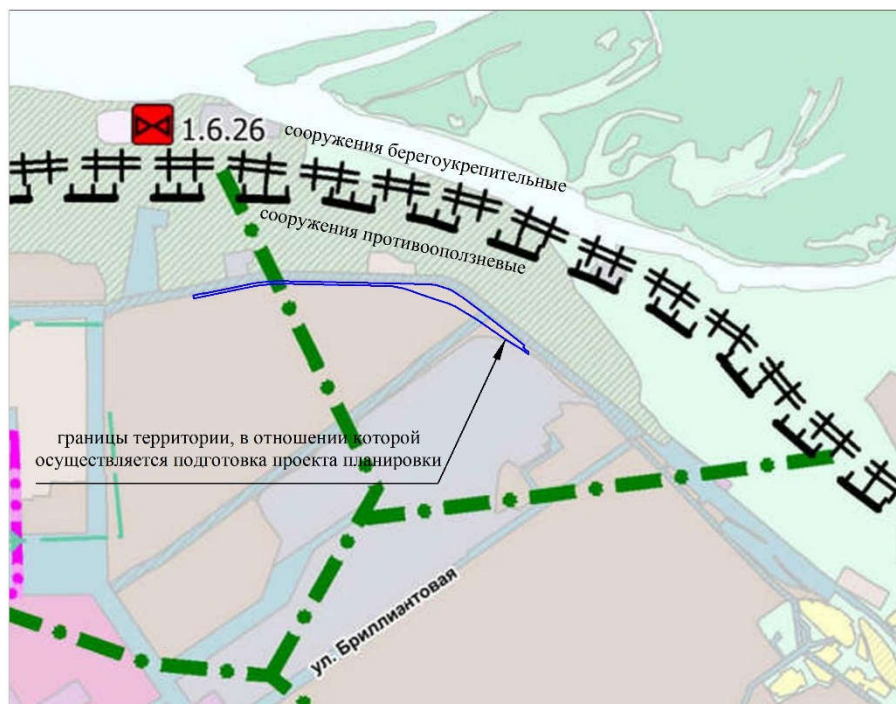 1.6.26
сооружения берегоукрепительные
сооружения противооползневые
границы территории, в отношении которой
осуществляется подготовка проекта планировки
ул. Бриллиантовая